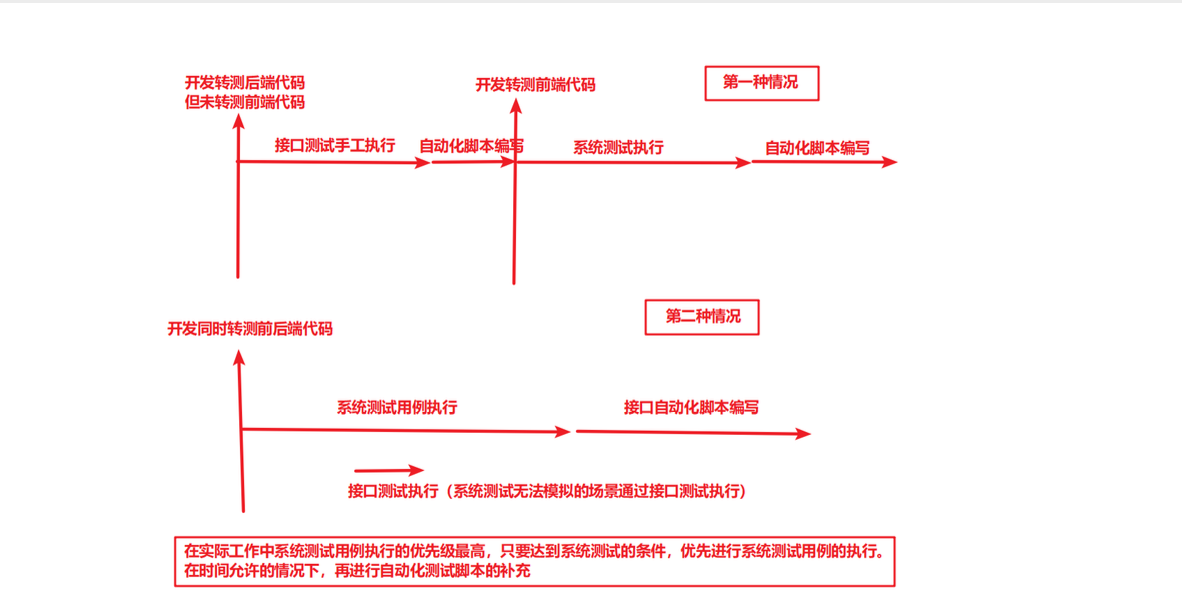 开发转测后端代码
但未转测前端代码
开发转测前端代码
第一种情况
接口测试手工执行
自动化脚本编写
系统测试执行
自动化脚本编写
第二种情况
开发同时转测前后端代码
系统测试用例执行
接口自动化脚本编写
接口测试执行（系统测试无法模拟的场景通过接口测试执行）
在实际工作中系统测试用例执行的优先级最高，只要达到系统测试的条件，优先进行系统测试用例的执行。
在时间允许的情况下，再进行自动化测试脚本的补充